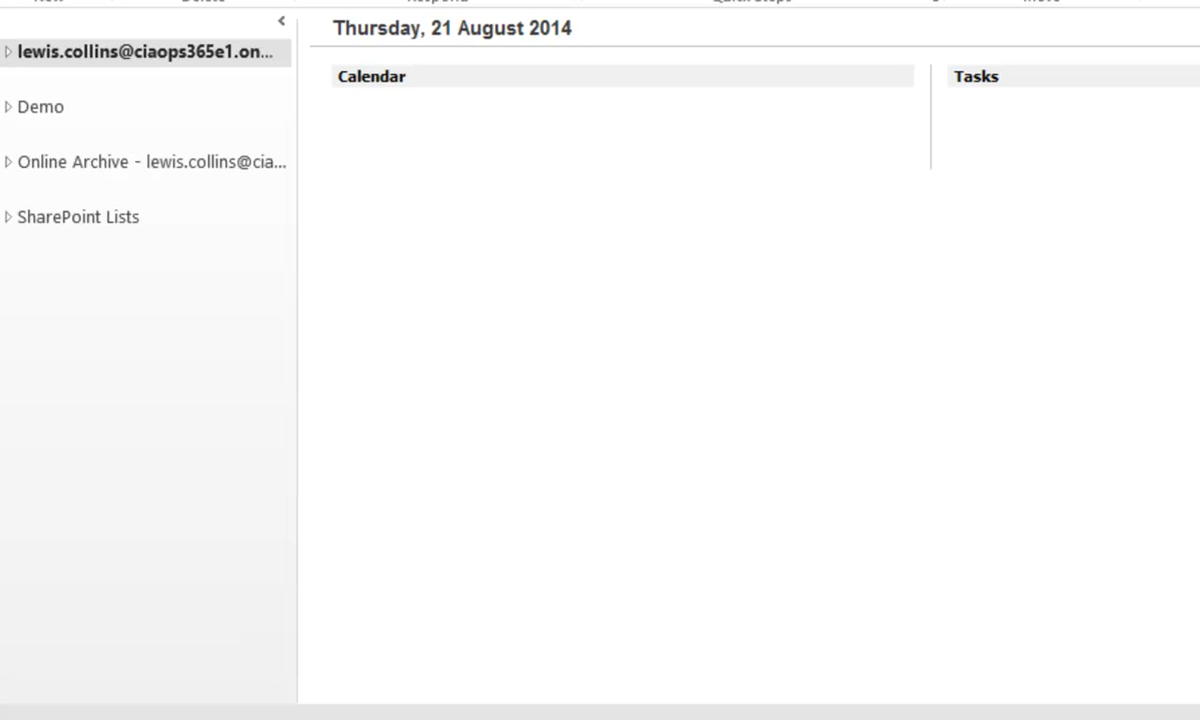 Thursday, 21 August 2014
lewis.collins@ciaops365e1.on...
Calendar
Tasks
Demo
Online Archive - lewis.collins@cia...
SharePoint Lists